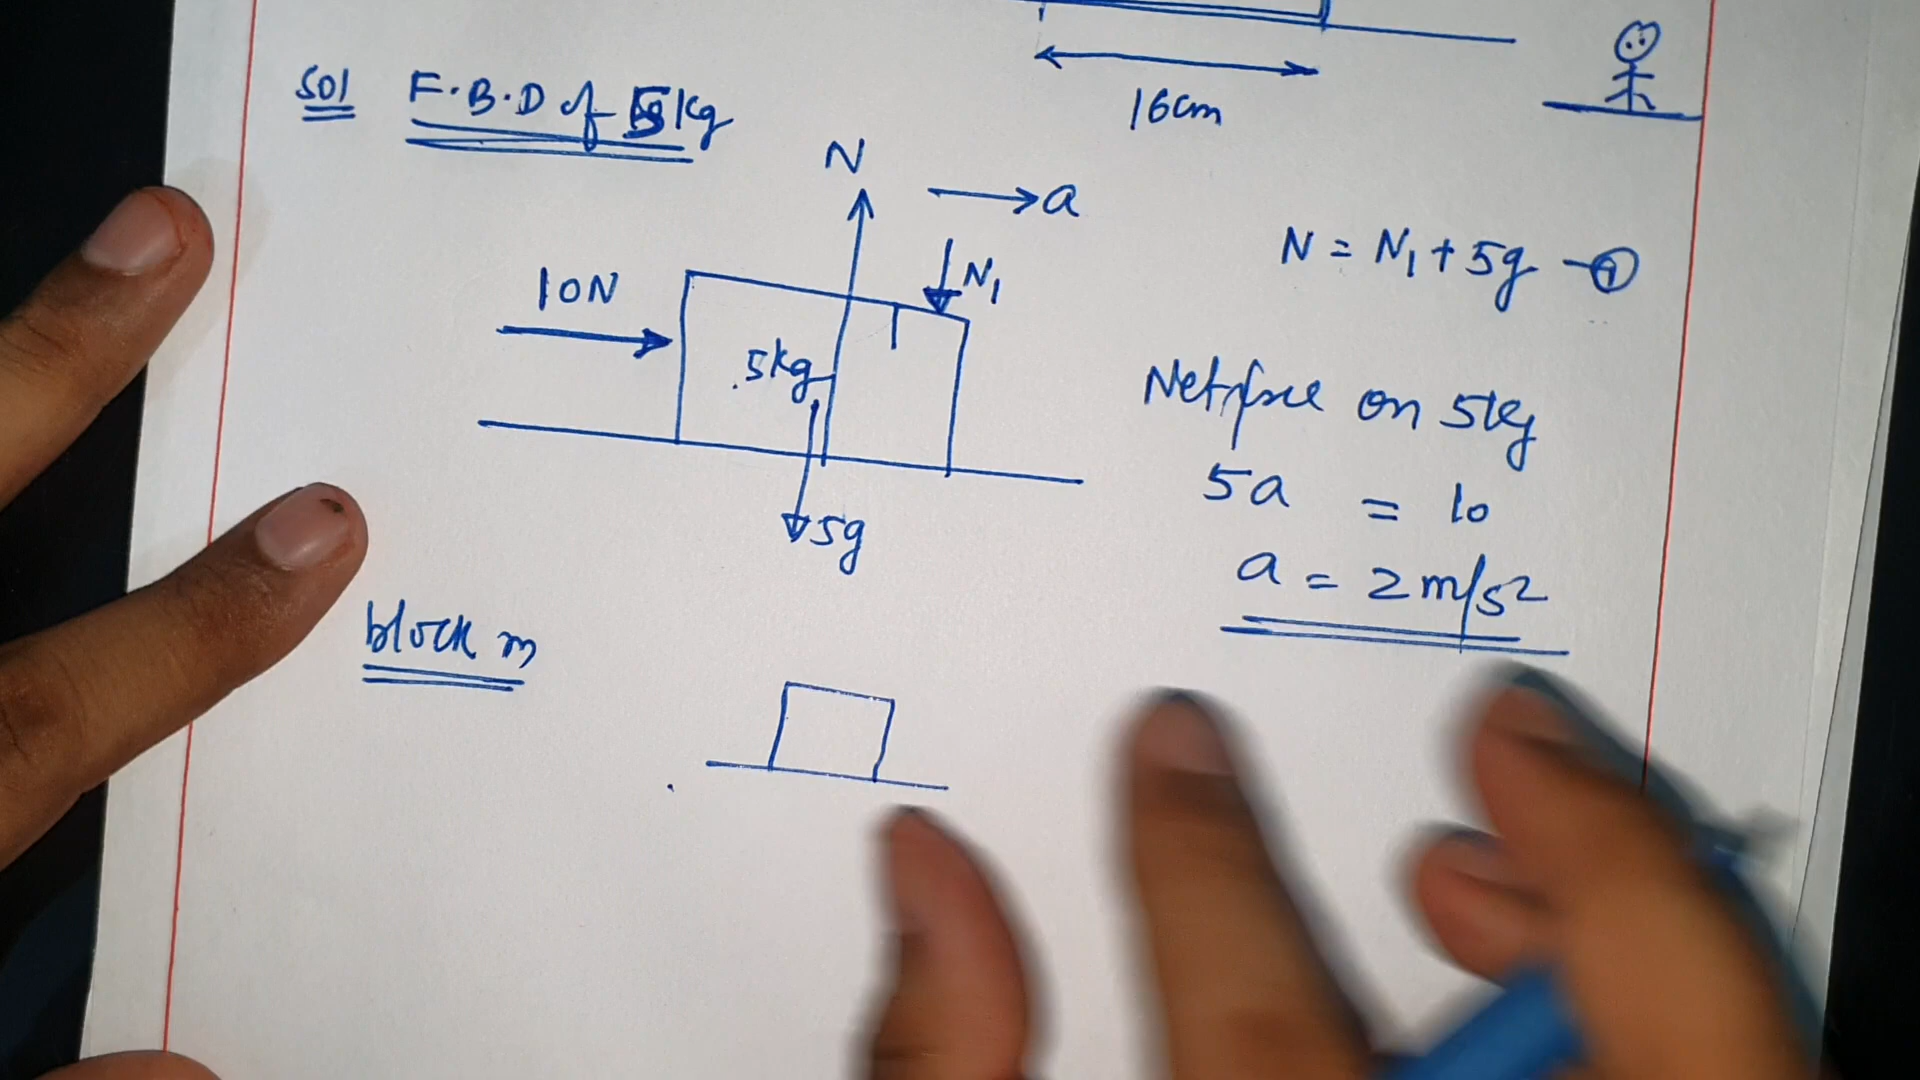 16cm
Sol F.B.D of 5kg
N
a
N = N₁ + 5g - ①
10N
N₁
5kg
Net force on 5kg
5a = 10
5g
a = 2 m/s²
block m